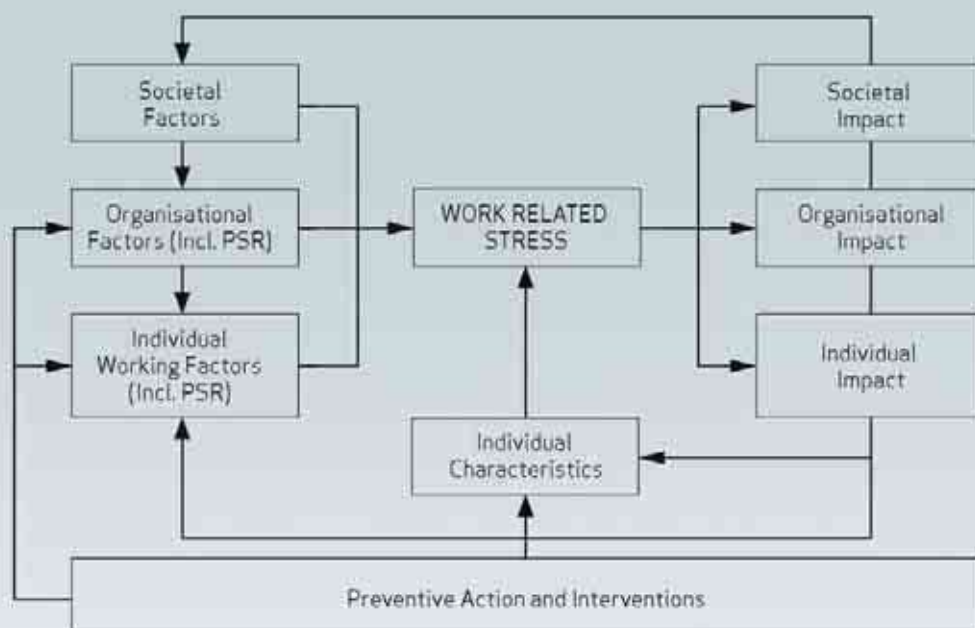 Societal
Factors
Societal
Impact
Organisational
Factors (Incl. PSR)
WORK RELATED
STRESS
Organisational
Impact
Individual
Working Factors
(Incl. PSR)
Individual
Impact
Individual
Characteristics
Preventive Action and Interventions